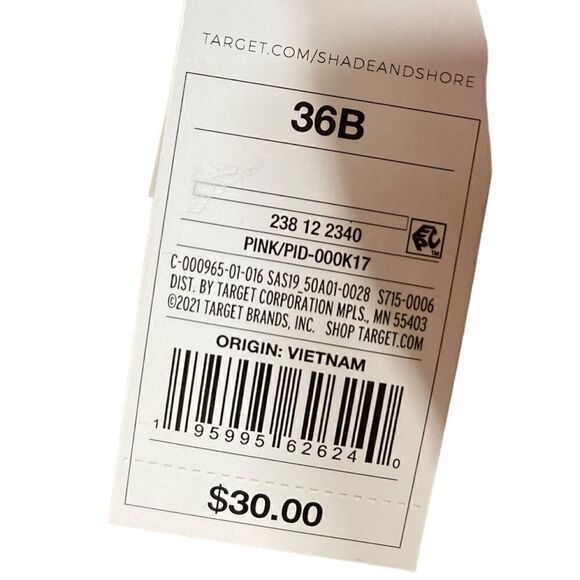 TARGET.COM/SHADEANDSHORE
36B
238 12 2340
PINK/PID-000K17
EPC™
C-000965-01-016 SAS19_50A01-0028 S715-0006
DIST. BY TARGET CORPORATION MPLS., MN 55403
©2021 TARGET BRANDS, INC. SHOP TARGET.COM
ORIGIN: VIETNAM
1 95995 62624 0
$30.00